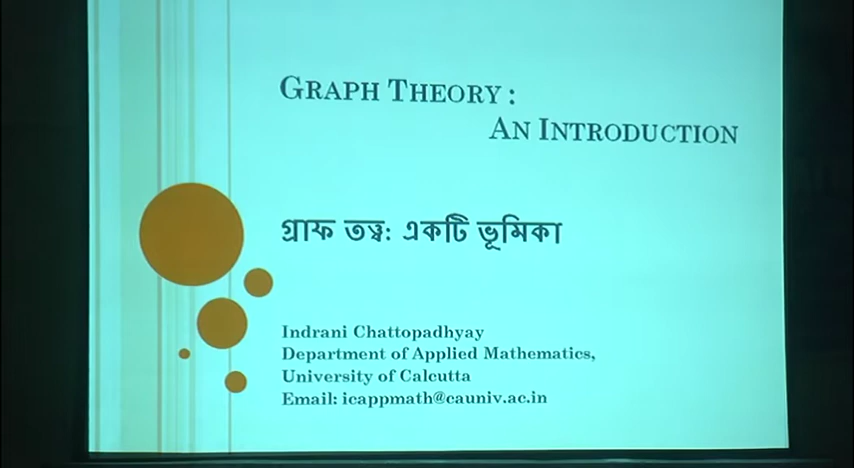 GRAPH THEORY :
AN INTRODUCTION
গ্রাফ তত্ত্ব: একটি ভূমিকা
Indrani Chattopadhyay
Department of Applied Mathematics,
University of Calcutta
Email: icappmath@cauniv.ac.in